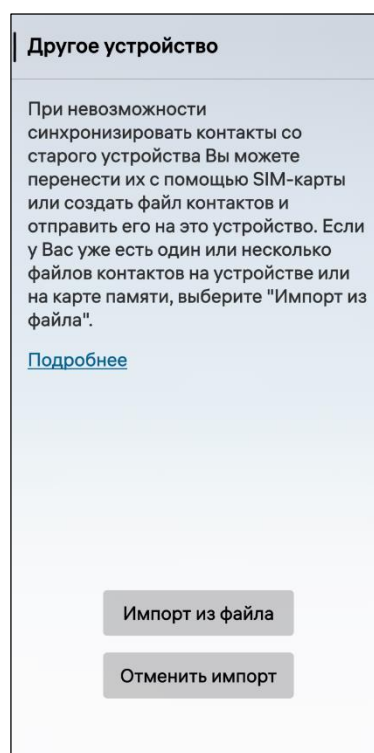 Другое устройство
При невозможности
синхронизировать контакты со
старого устройства Вы можете
перенести их с помощью SIM-карты
или создать файл контактов и
отправить его на это устройство. Если
у Вас уже есть один или несколько
файлов контактов на устройстве или
на карте памяти, выберите "Импорт из
файла".
Подробнее
Импорт из файла
Отменить импорт